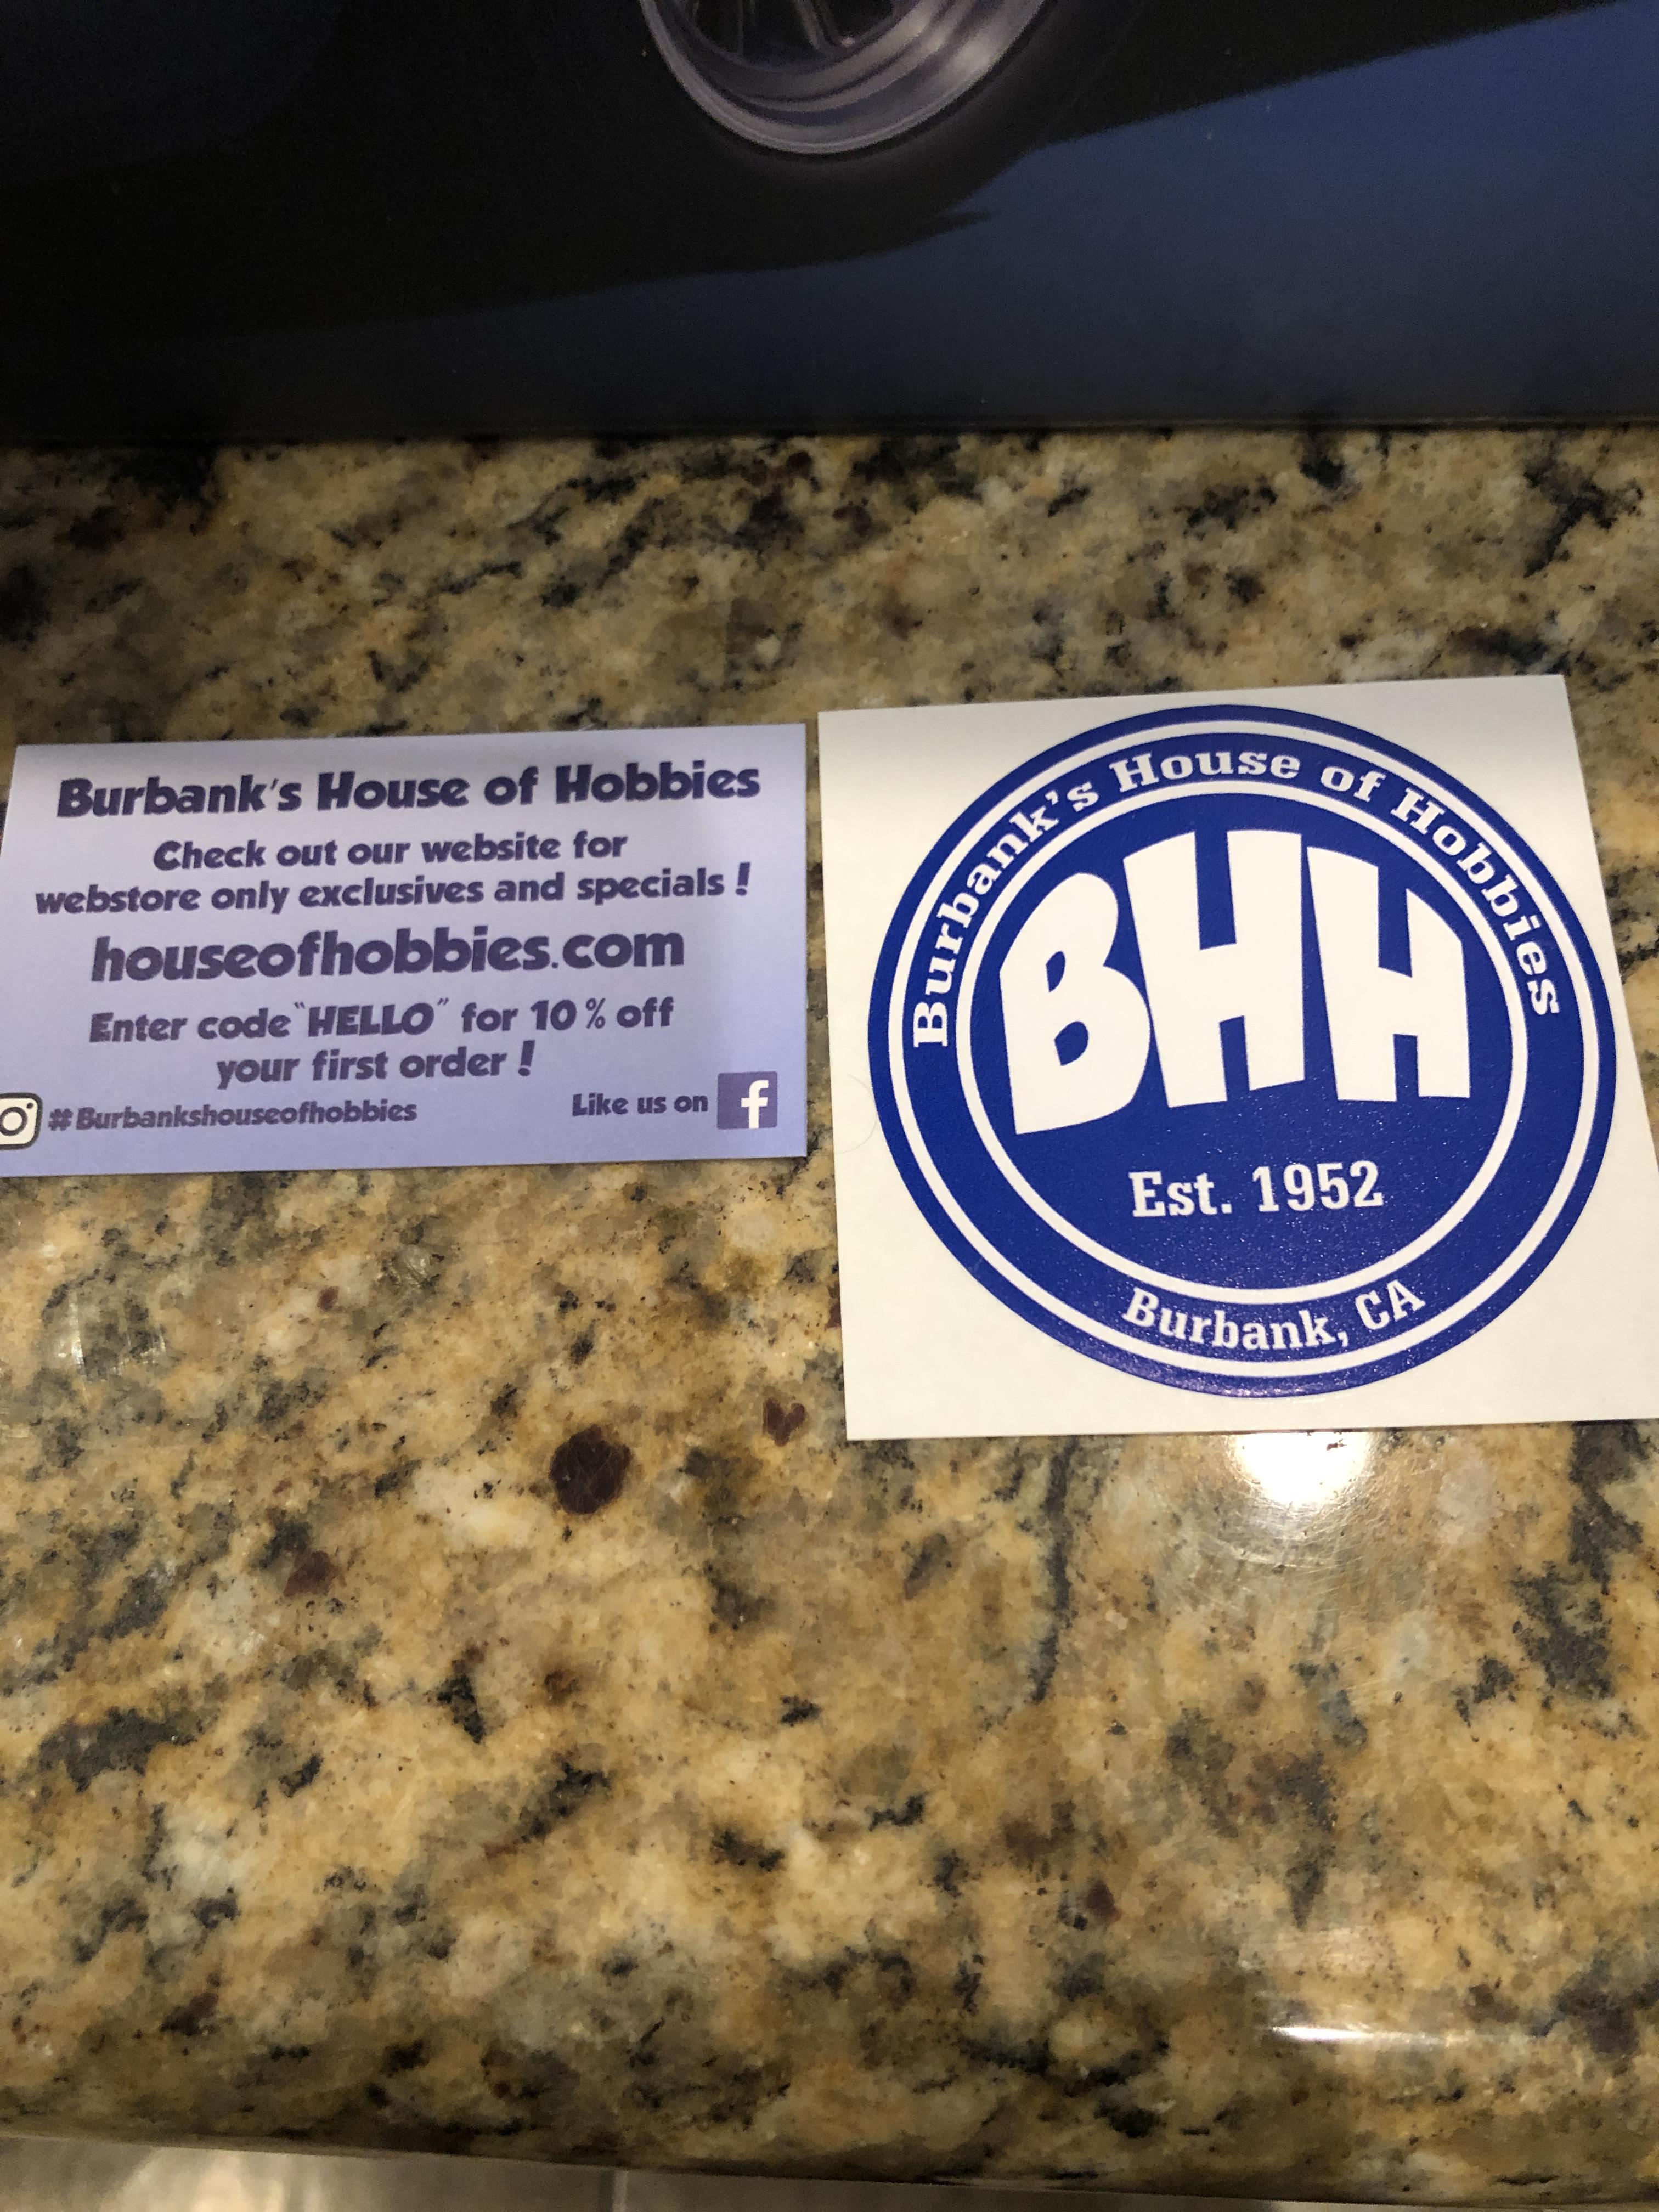 Burbank's House of Hobbies
Check out our website for
webstore only exclusives and specials !
houseofhobbies.com
Enter code "HELLO" for 10% off
your first order !
#Burbankshouseofhobbies
Like us on f
Burbank's House of Hobbies
BHH
Est. 1952
Burbank, CA